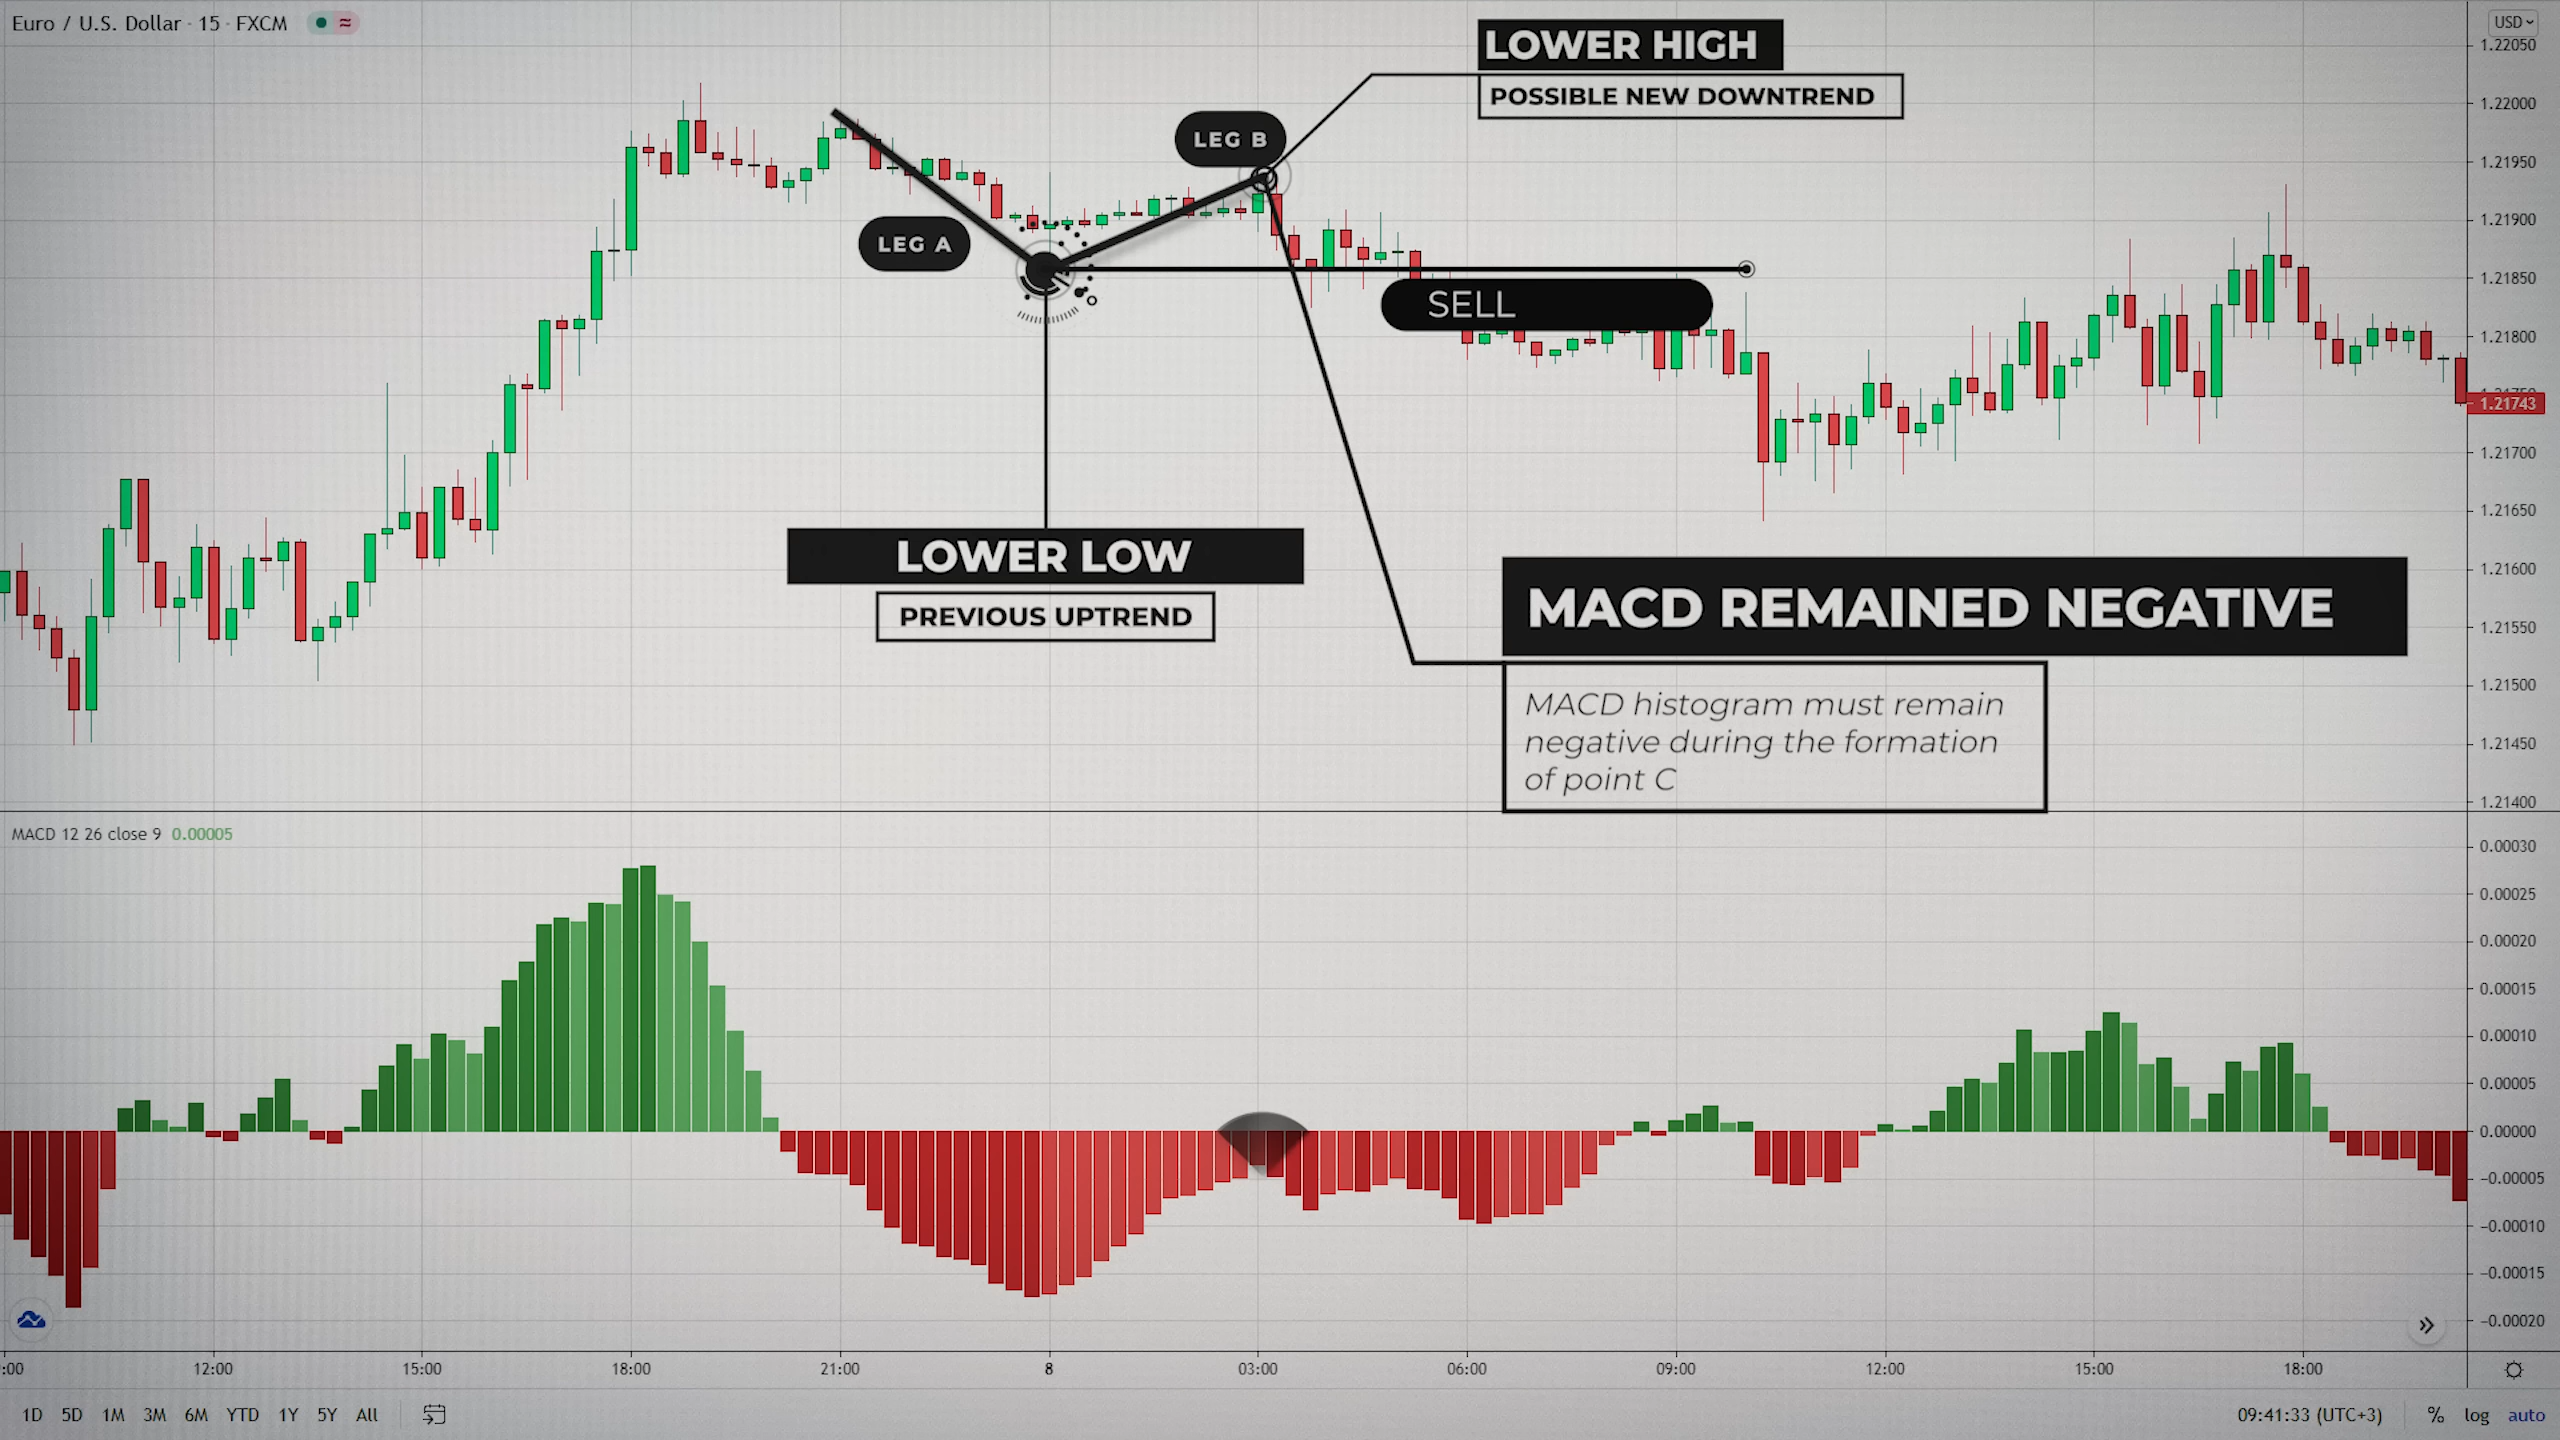 Euro / U.S. Dollar · 15 · FXCM
USD
LOWER HIGH
POSSIBLE NEW DOWNTREND
LEG B
LEG A
SELL
LOWER LOW
PREVIOUS UPTREND
MACD REMAINED NEGATIVE
MACD histogram must remain
negative during the formation
of point C
1.22050
1.22000
1.21950
1.21900
1.21850
1.21800
1.21743
1.21700
1.21650
1.21600
1.21550
1.21500
1.21450
1.21400
MACD 12 26 close 9 0.00005
0.00030
0.00025
0.00020
0.00015
0.00010
0.00005
0.00000
−0.00005
−0.00010
−0.00015
−0.00020
:00 12:00 15:00 18:00 21:00 8 03:00 06:00 09:00 12:00 15:00 18:00
1D 5D 1M 3M 6M YTD 1Y 5Y All 09:41:33 (UTC+3) % log auto